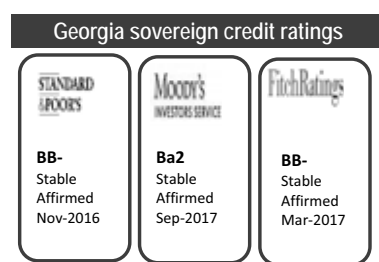 Georgia sovereign credit ratings
STANDARD
&POOR'S
BB-
Stable
Affirmed
Nov-2016
MOODY'S
INVESTORS SERVICE
Ba2
Stable
Affirmed
Sep-2017
FitchRatings
BB-
Stable
Affirmed
Mar-2017